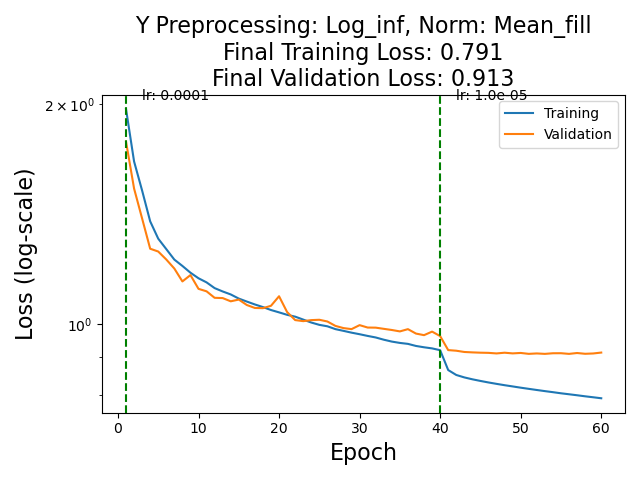 Y Preprocessing: Log_inf, Norm: Mean_fill
Final Training Loss: 0.791
Final Validation Loss: 0.913
lr: 0.0001
lr: 1.0e-05
Training
Validation
2 × 10⁰
10⁰
Loss (log-scale)
0 10 20 30 40 50 60
Epoch